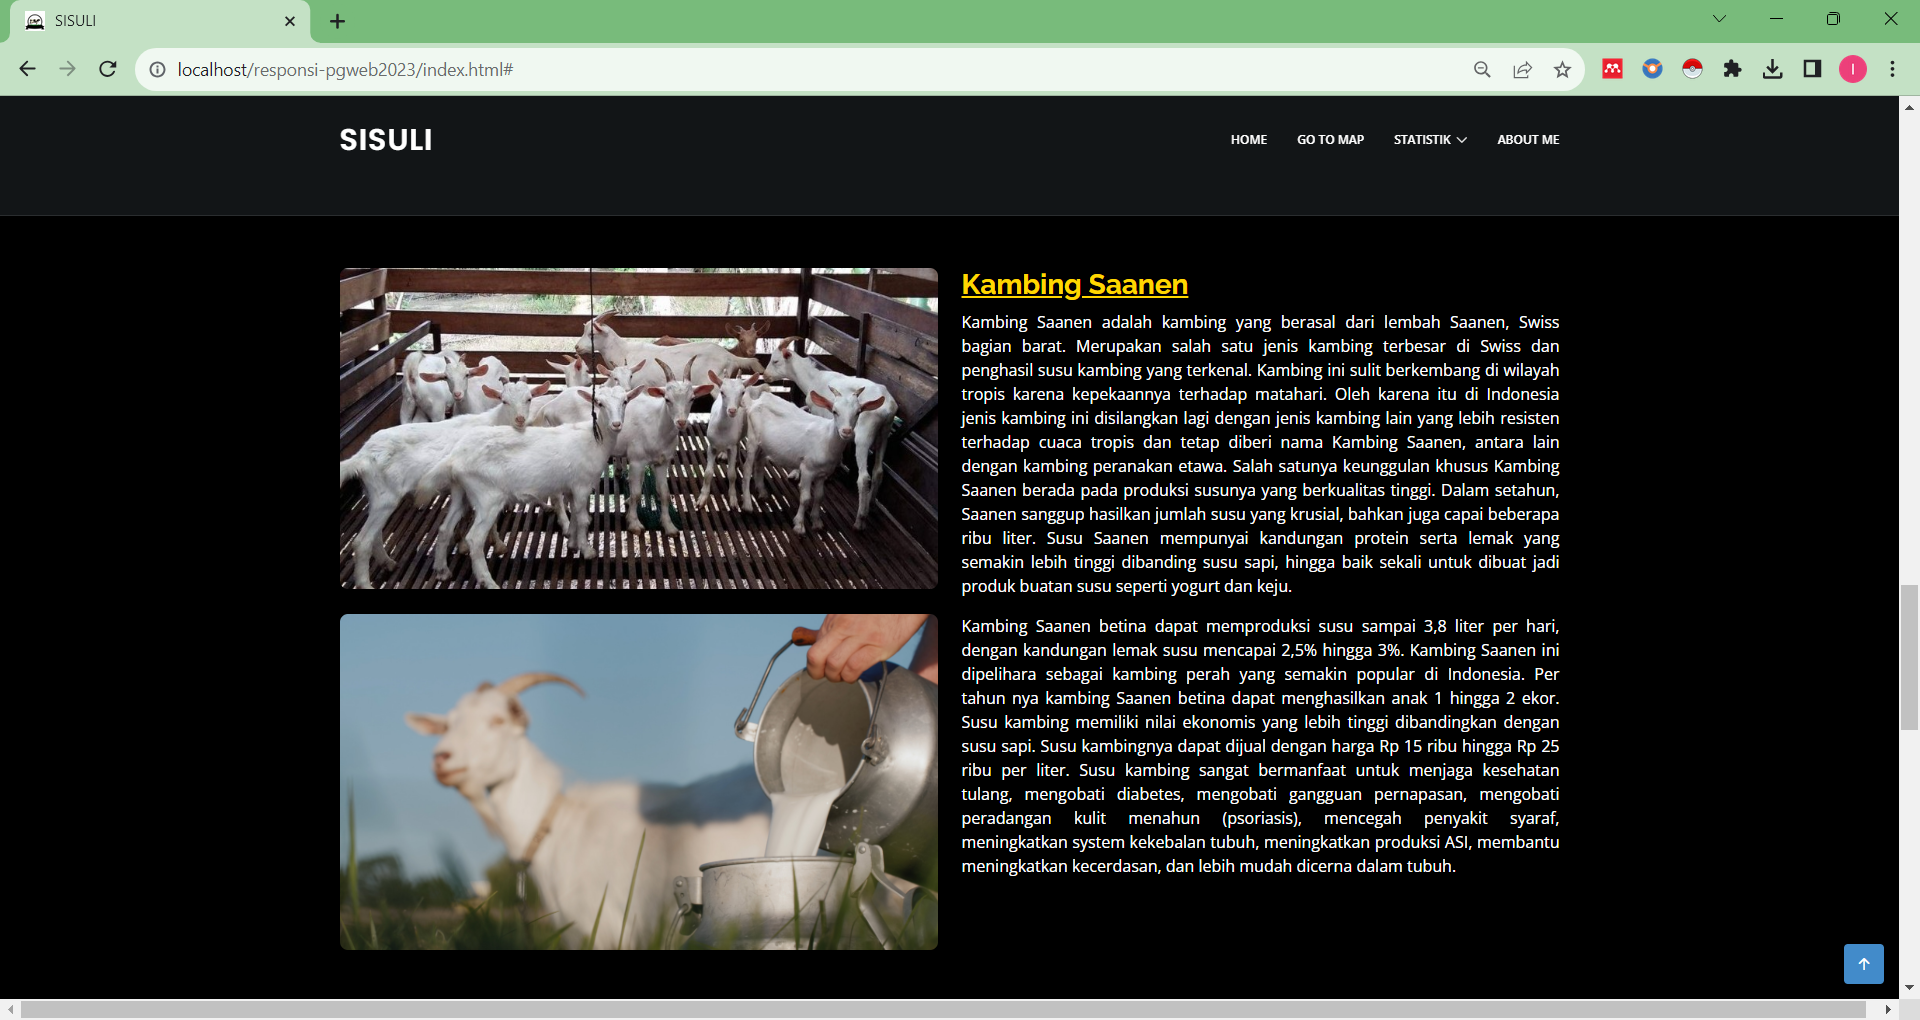 SISULI
localhost/responsi-pgweb2023/index.html#
I
SISULI
HOME
GO TO MAP
STATISTIK
ABOUT ME
Kambing Saanen
Kambing Saanen adalah kambing yang berasal dari lembah Saanen, Swiss
bagian barat. Merupakan salah satu jenis kambing terbesar di Swiss dan
penghasil susu kambing yang terkenal. Kambing ini sulit berkembang di wilayah
tropis karena kepekaannya terhadap matahari. Oleh karena itu di Indonesia
jenis kambing ini disilangkan lagi dengan jenis kambing lain yang lebih resisten
terhadap cuaca tropis dan tetap diberi nama Kambing Saanen, antara lain
dengan kambing peranakan etawa. Salah satunya keunggulan khusus Kambing
Saanen berada pada produksi susunya yang berkualitas tinggi. Dalam setahun,
Saanen sanggup hasilkan jumlah susu yang krusial, bahkan juga capai beberapa
ribu liter. Susu Saanen mempunyai kandungan protein serta lemak yang
semakin lebih tinggi dibanding susu sapi, hingga baik sekali untuk dibuat jadi
produk buatan susu seperti yogurt dan keju.
Kambing Saanen betina dapat memproduksi susu sampai 3,8 liter per hari,
dengan kandungan lemak susu mencapai 2,5% hingga 3%. Kambing Saanen ini
dipelihara sebagai kambing perah yang semakin popular di Indonesia. Per
tahun nya kambing Saanen betina dapat menghasilkan anak 1 hingga 2 ekor.
Susu kambing memiliki nilai ekonomis yang lebih tinggi dibandingkan dengan
susu sapi. Susu kambingnya dapat dijual dengan harga Rp 15 ribu hingga Rp 25
ribu per liter. Susu kambing sangat bermanfaat untuk menjaga kesehatan
tulang, mengobati diabetes, mengobati gangguan pernapasan, mengobati
peradangan kulit menahun (psoriasis), mencegah penyakit syaraf,
meningkatkan system kekebalan tubuh, meningkatkan produksi ASI, membantu
meningkatkan kecerdasan, dan lebih mudah dicerna dalam tubuh.